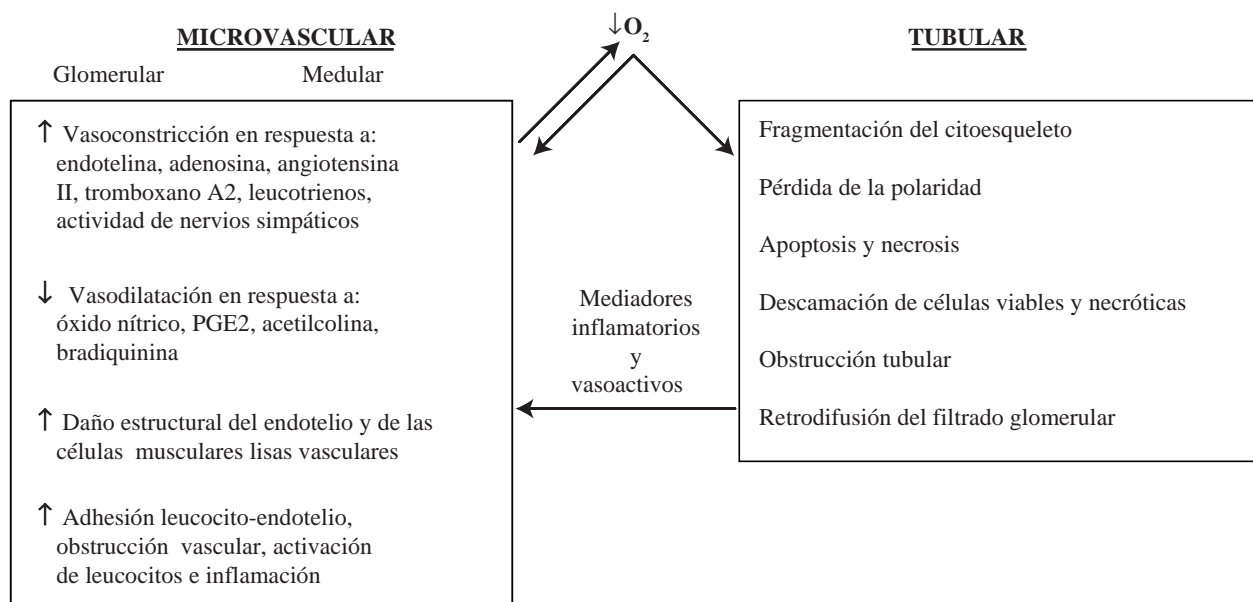 MICROVASCULAR
Glomerular Medular
↑ Vasoconstricción en respuesta a:
endotelina, adenosina, angiotensina
II, tromboxano A2, leucotrienos,
actividad de nervios simpáticos
↓ Vasodilatación en respuesta a:
óxido nítrico, PGE2, acetilcolina,
bradiquinina
↑ Daño estructural del endotelio y de las
células musculares lisas vasculares
↑ Adhesión leucocito-endotelio,
obstrucción vascular, activación
de leucocitos e inflamación
↓O₂
Mediadores
inflamatorios
y
vasoactivos
TUBULAR
Fragmentación del citoesqueleto
Pérdida de la polaridad
Apoptosis y necrosis
Descamación de células viables y necróticas
Obstrucción tubular
Retrodifusión del filtrado glomerular